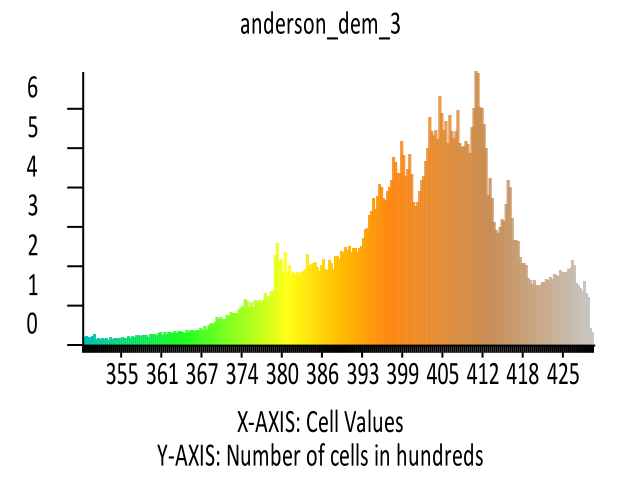 anderson_dem_3
6
5
4
3
2
1
0
355 361 367 374 380 386 393 399 405 412 418 425
X-AXIS: Cell Values
Y-AXIS: Number of cells in hundreds